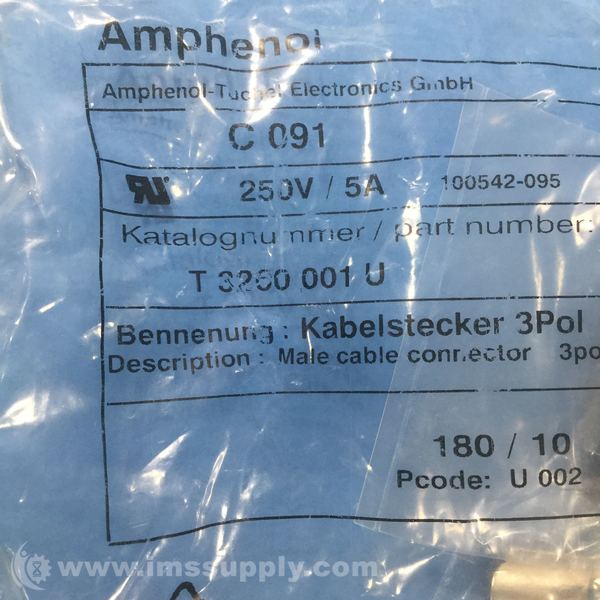 Amphenol
Amphenol-Tuchel Electronics GmbH
C 091
250V / 5A 100542-095
Katalognummer / part number:
T 3260 001 U
Bennenung : Kabelstecker 3Pol
Description : Male cable connector 3po
180 / 10
Pcode: U 002
www.imssupply.com